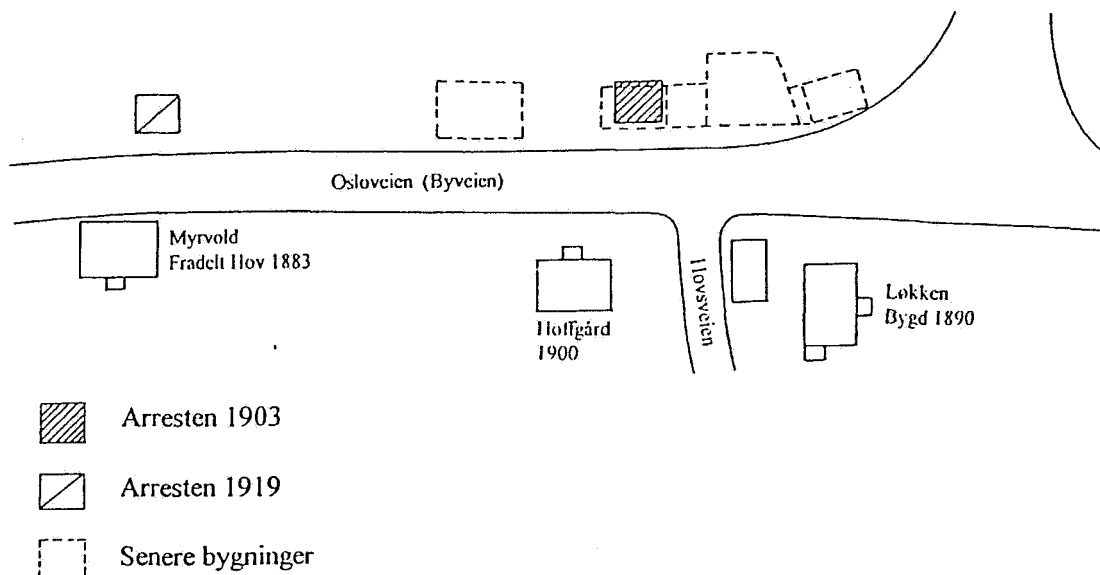 Osloveien (Byveien)
Myrvold
Fradelt Hov 1883
Hoffgård
1900
Hovsveien
Løkken
Bygd 1890
Arresten 1903
Arresten 1919
Senere bygninger